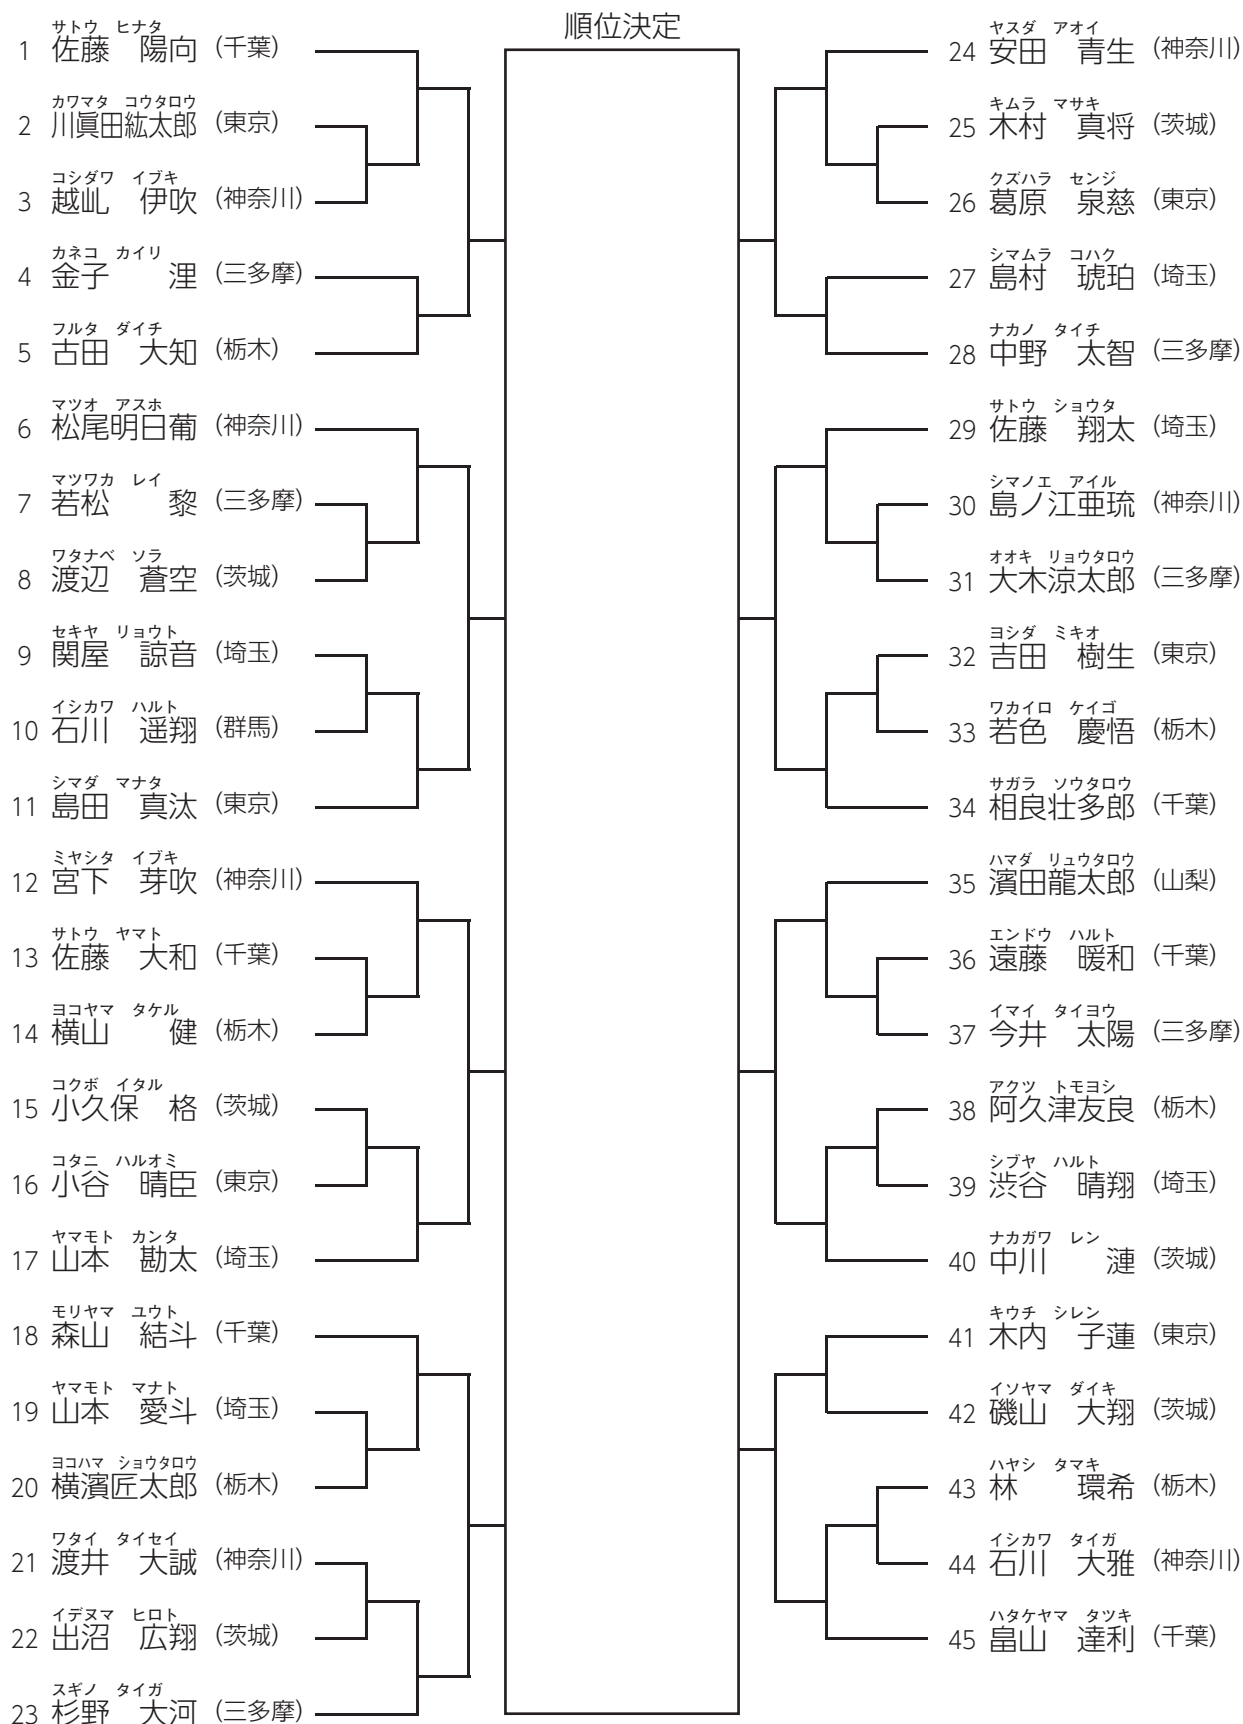 順位決定
サトウ ヒナタ
1 佐藤 陽向 (千葉)
カワマタ コウタロウ
2 川眞田紘太郎 (東京)
コシダワ イブキ
3 越乢 伊吹 (神奈川)
カネコ カイリ
4 金子 浬 (三多摩)
フルタ ダイチ
5 古田 大知 (栃木)
マツオ アスホ
6 松尾明日葡 (神奈川)
マツワカ レイ
7 若松 黎 (三多摩)
ワタナベ ソラ
8 渡辺 蒼空 (茨城)
セキヤ リョウト
9 関屋 諒音 (埼玉)
イシカワ ハルト
10 石川 遥翔 (群馬)
シマダ マナタ
11 島田 真汰 (東京)
ミヤシタ イブキ
12 宮下 芽吹 (神奈川)
サトウ ヤマト
13 佐藤 大和 (千葉)
ヨコヤマ タケル
14 横山 健 (栃木)
コクボ イタル
15 小久保 格 (茨城)
コタニ ハルオミ
16 小谷 晴臣 (東京)
ヤマモト カンタ
17 山本 勘太 (埼玉)
モリヤマ ユウト
18 森山 結斗 (千葉)
ヤマモト マナト
19 山本 愛斗 (埼玉)
ヨコハマ ショウタロウ
20 横濱匠太郎 (栃木)
ワタイ タイセイ
21 渡井 大誠 (神奈川)
イデヌマ ヒロト
22 出沼 広翔 (茨城)
スギノ タイガ
23 杉野 大河 (三多摩)
ヤスダ アオイ
24 安田 青生 (神奈川)
キムラ マサキ
25 木村 真将 (茨城)
クズハラ センジ
26 葛原 泉慈 (東京)
シマムラ コハク
27 島村 琥珀 (埼玉)
ナカノ タイチ
28 中野 太智 (三多摩)
サトウ ショウタ
29 佐藤 翔太 (埼玉)
シマノエ アイル
30 島ノ江亜琉 (神奈川)
オオキ リョウタロウ
31 大木涼太郎 (三多摩)
ヨシダ ミキオ
32 吉田 樹生 (東京)
ワカイロ ケイゴ
33 若色 慶悟 (栃木)
サガラ ソウタロウ
34 相良壮多郎 (千葉)
ハマダ リュウタロウ
35 濱田龍太郎 (山梨)
エンドウ ハルト
36 遠藤 暖和 (千葉)
イマイ タイヨウ
37 今井 太陽 (三多摩)
アクツ トモヨシ
38 阿久津友良 (栃木)
シブヤ ハルト
39 渋谷 晴翔 (埼玉)
ナカガワ レン
40 中川 漣 (茨城)
キウチ シレン
41 木内 子蓮 (東京)
イソヤマ ダイキ
42 磯山 大翔 (茨城)
ハヤシ タマキ
43 林 環希 (栃木)
イシカワ タイガ
44 石川 大雅 (神奈川)
ハタケヤマ タツキ
45 畠山 達利 (千葉)